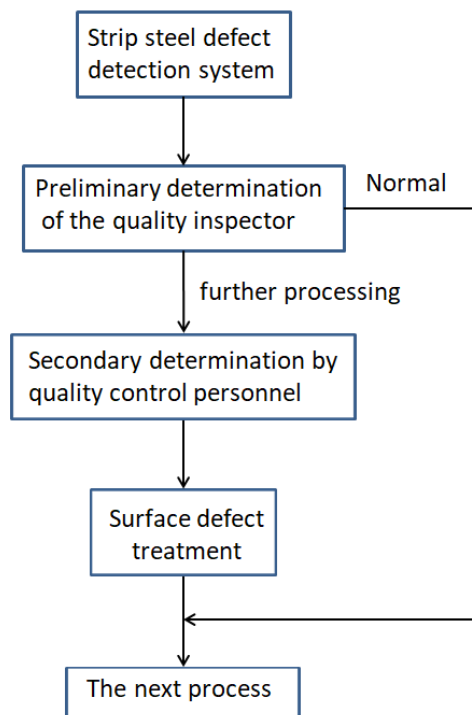 Strip steel defect
detection system
Preliminary determination
of the quality inspector
Normal
further processing
Secondary determination by
quality control personnel
Surface defect
treatment
The next process